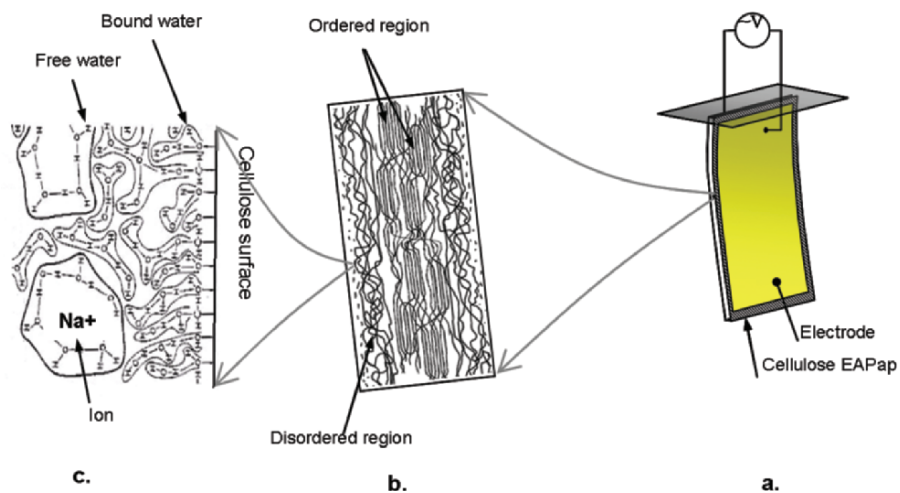 Bound water
Free water
Cellulose surface
Na+
Ion
c.
Ordered region
Disordered region
b.
V
Electrode
Cellulose EAPap
a.